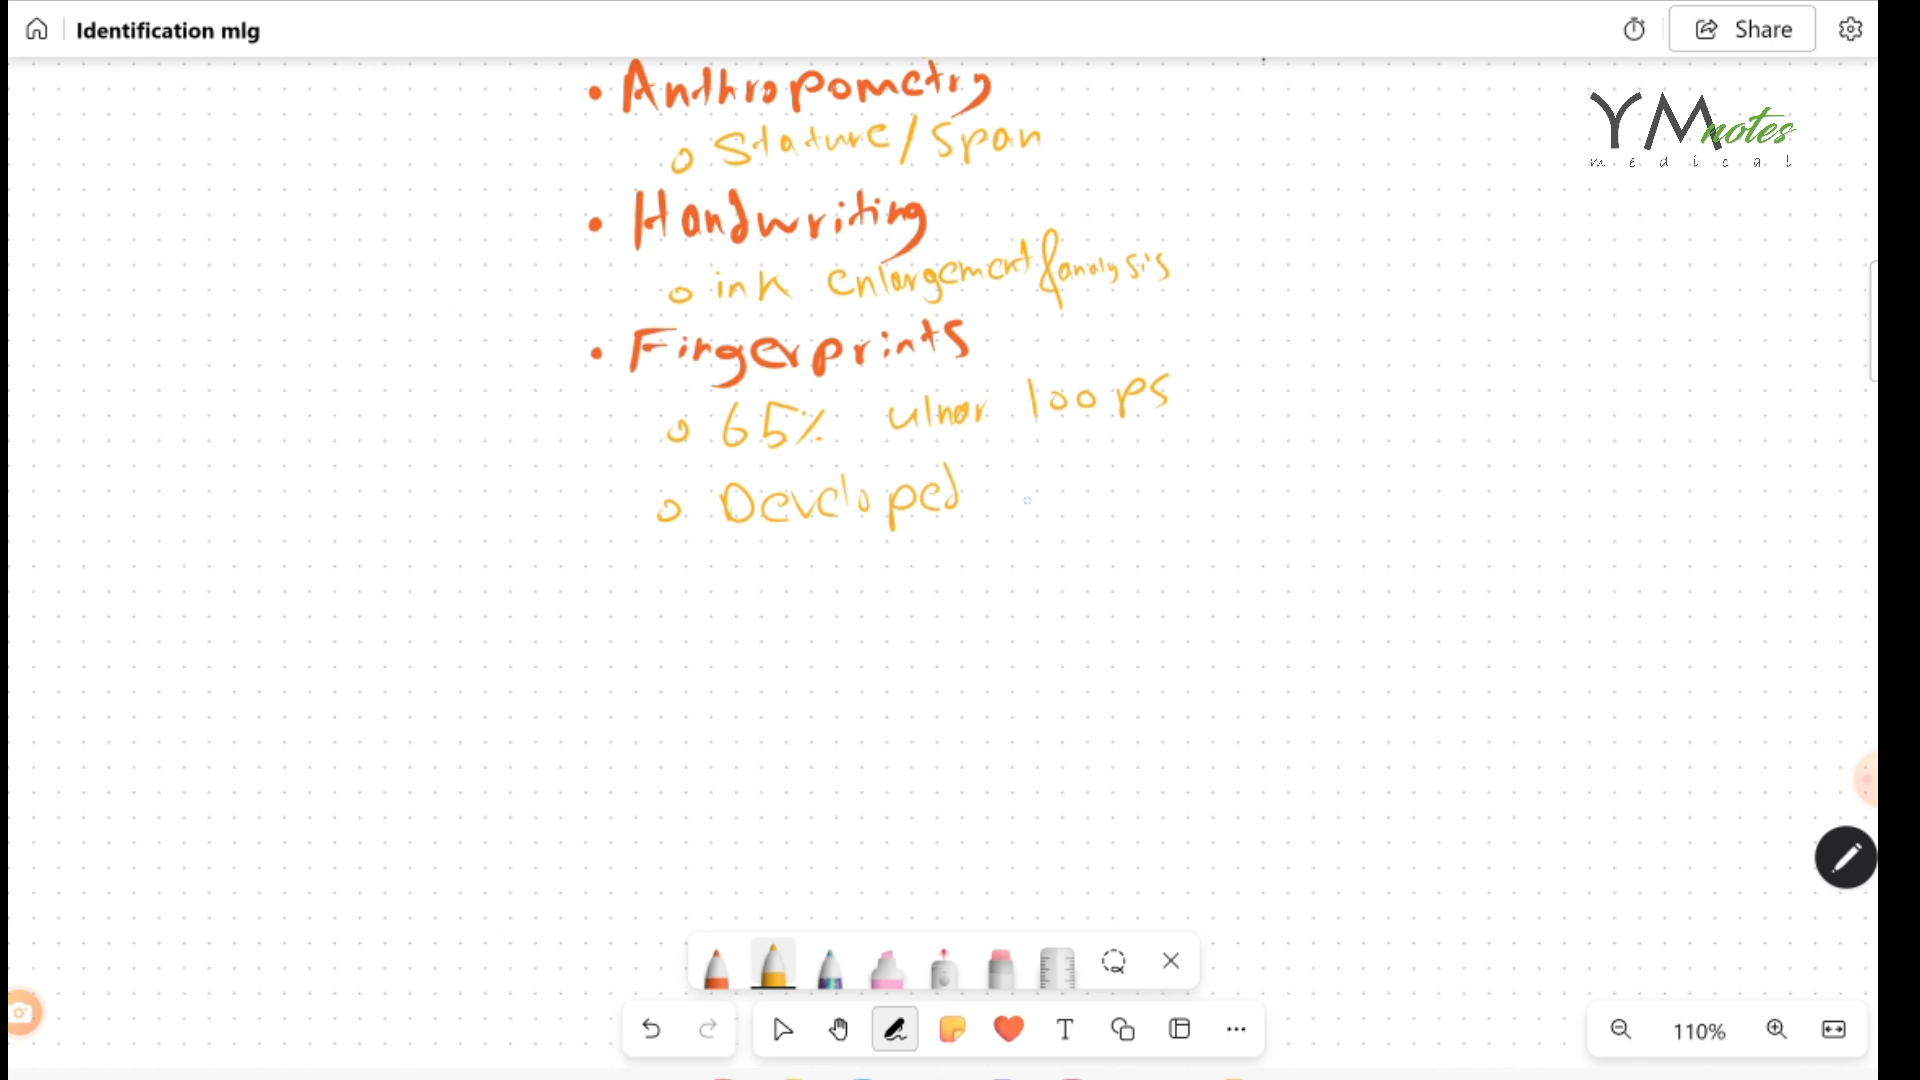 Identification mlg
Share
YM notes
medical
• Anthropometry
o Stature/Span
• Handwriting
o ink enlargement & analysis
• Fingerprints
o 65% ulnar loops
o Developed
T
110%